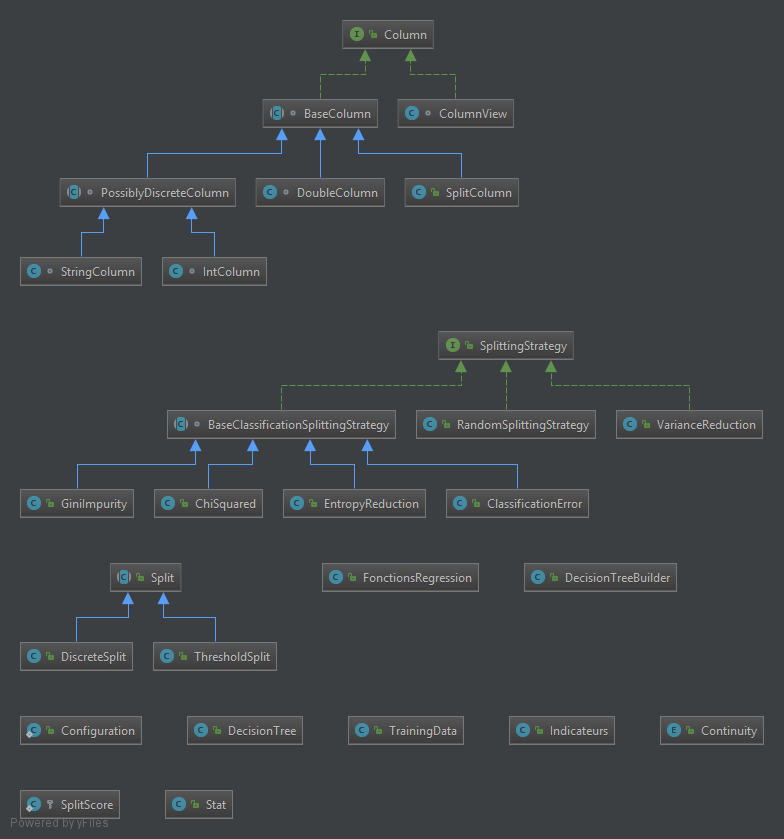 Column
BaseColumn
ColumnView
PossiblyDiscreteColumn
DoubleColumn
SplitColumn
StringColumn
IntColumn
SplittingStrategy
BaseClassificationSplittingStrategy
RandomSplittingStrategy
VarianceReduction
GiniImpurity
ChiSquared
EntropyReduction
ClassificationError
Split
FonctionsRegression
DecisionTreeBuilder
DiscreteSplit
ThresholdSplit
Configuration
DecisionTree
TrainingData
Indicateurs
Continuity
SplitScore
Stat
Powered by yFiles